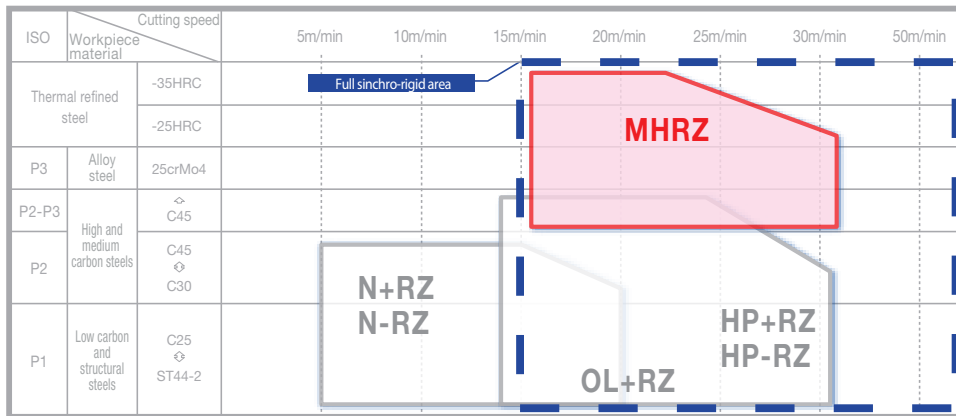 Cutting speed
ISO
Workpiece
material
5m/min 10m/min 15m/min 20m/min 25m/min 30m/min 50m/min
Full sinchro-rigid area
Thermal refined
steel
-35HRC
-25HRC
MHRZ
P3
Alloy
steel
25crMo4
P2-P3
C45
High and
medium
carbon steels
P2
C45
C30
N+RZ
N-RZ
HP+RZ
HP-RZ
OL+RZ
P1
Low carbon
and
structural
steels
C25
ST44-2